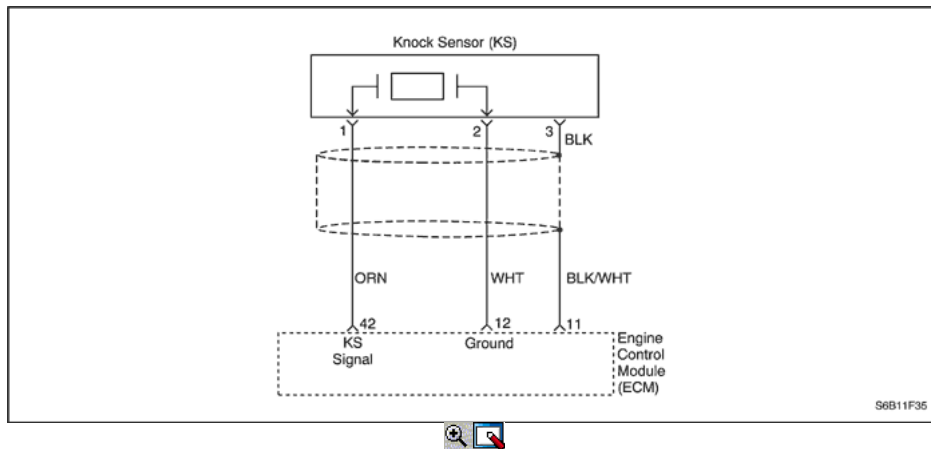 Knock Sensor (KS)
1 2 3 BLK
ORN WHT BLK/WHT
42 12 11
KS
Signal
Ground
Engine
Control
Module
(ECM)
S6B11F35